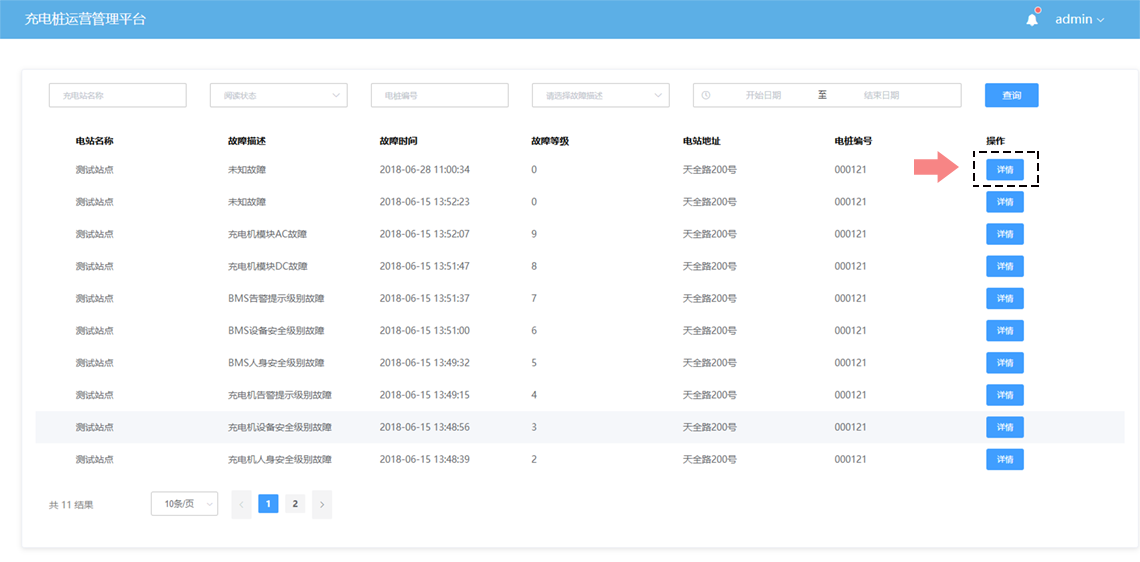 充电桩运营管理平台 admin
充电站名称 阅读状态 电桩编号 请选择故障描述 开始日期 至 结束日期 查询
电站名称 故障描述 故障时间 故障等级 电站地址 电桩编号 操作
测试站点 未知故障 2018-06-28 11:00:34 0 天全路200号 000121 详情
测试站点 未知故障 2018-06-15 13:52:23 0 天全路200号 000121 详情
测试站点 充电机模块AC故障 2018-06-15 13:52:07 9 天全路200号 000121 详情
测试站点 充电机模块DC故障 2018-06-15 13:51:47 8 天全路200号 000121 详情
测试站点 BMS告警提示级别故障 2018-06-15 13:51:37 7 天全路200号 000121 详情
测试站点 BMS设备安全级别故障 2018-06-15 13:51:00 6 天全路200号 000121 详情
测试站点 BMS人身安全级别故障 2018-06-15 13:49:32 5 天全路200号 000121 详情
测试站点 充电机告警提示级别故障 2018-06-15 13:49:15 4 天全路200号 000121 详情
测试站点 充电机设备安全级别故障 2018-06-15 13:48:56 3 天全路200号 000121 详情
测试站点 充电机人身安全级别故障 2018-06-15 13:48:39 2 天全路200号 000121 详情
共 11 结果 10条/页 1 2